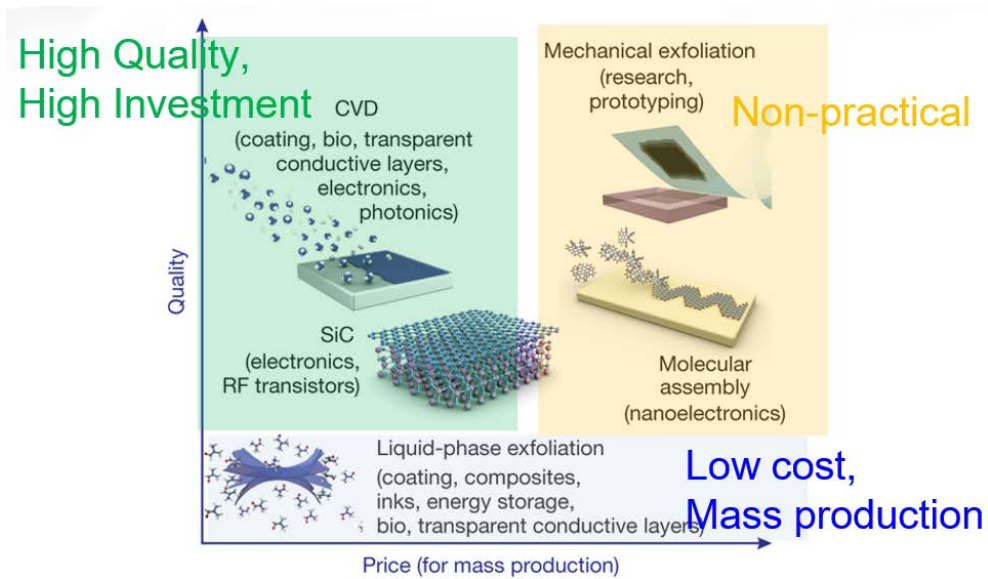 High Quality,
High Investment
CVD
(coating, bio, transparent
conductive layers,
electronics,
photonics)
Mechanical exfoliation
(research,
prototyping)
Non-practical
Quality
SiC
(electronics,
RF transistors)
Molecular
assembly
(nanoelectronics)
Liquid-phase exfoliation
(coating, composites,
inks, energy storage,
bio, transparent conductive layers)
Low cost,
Mass production
Price (for mass production)